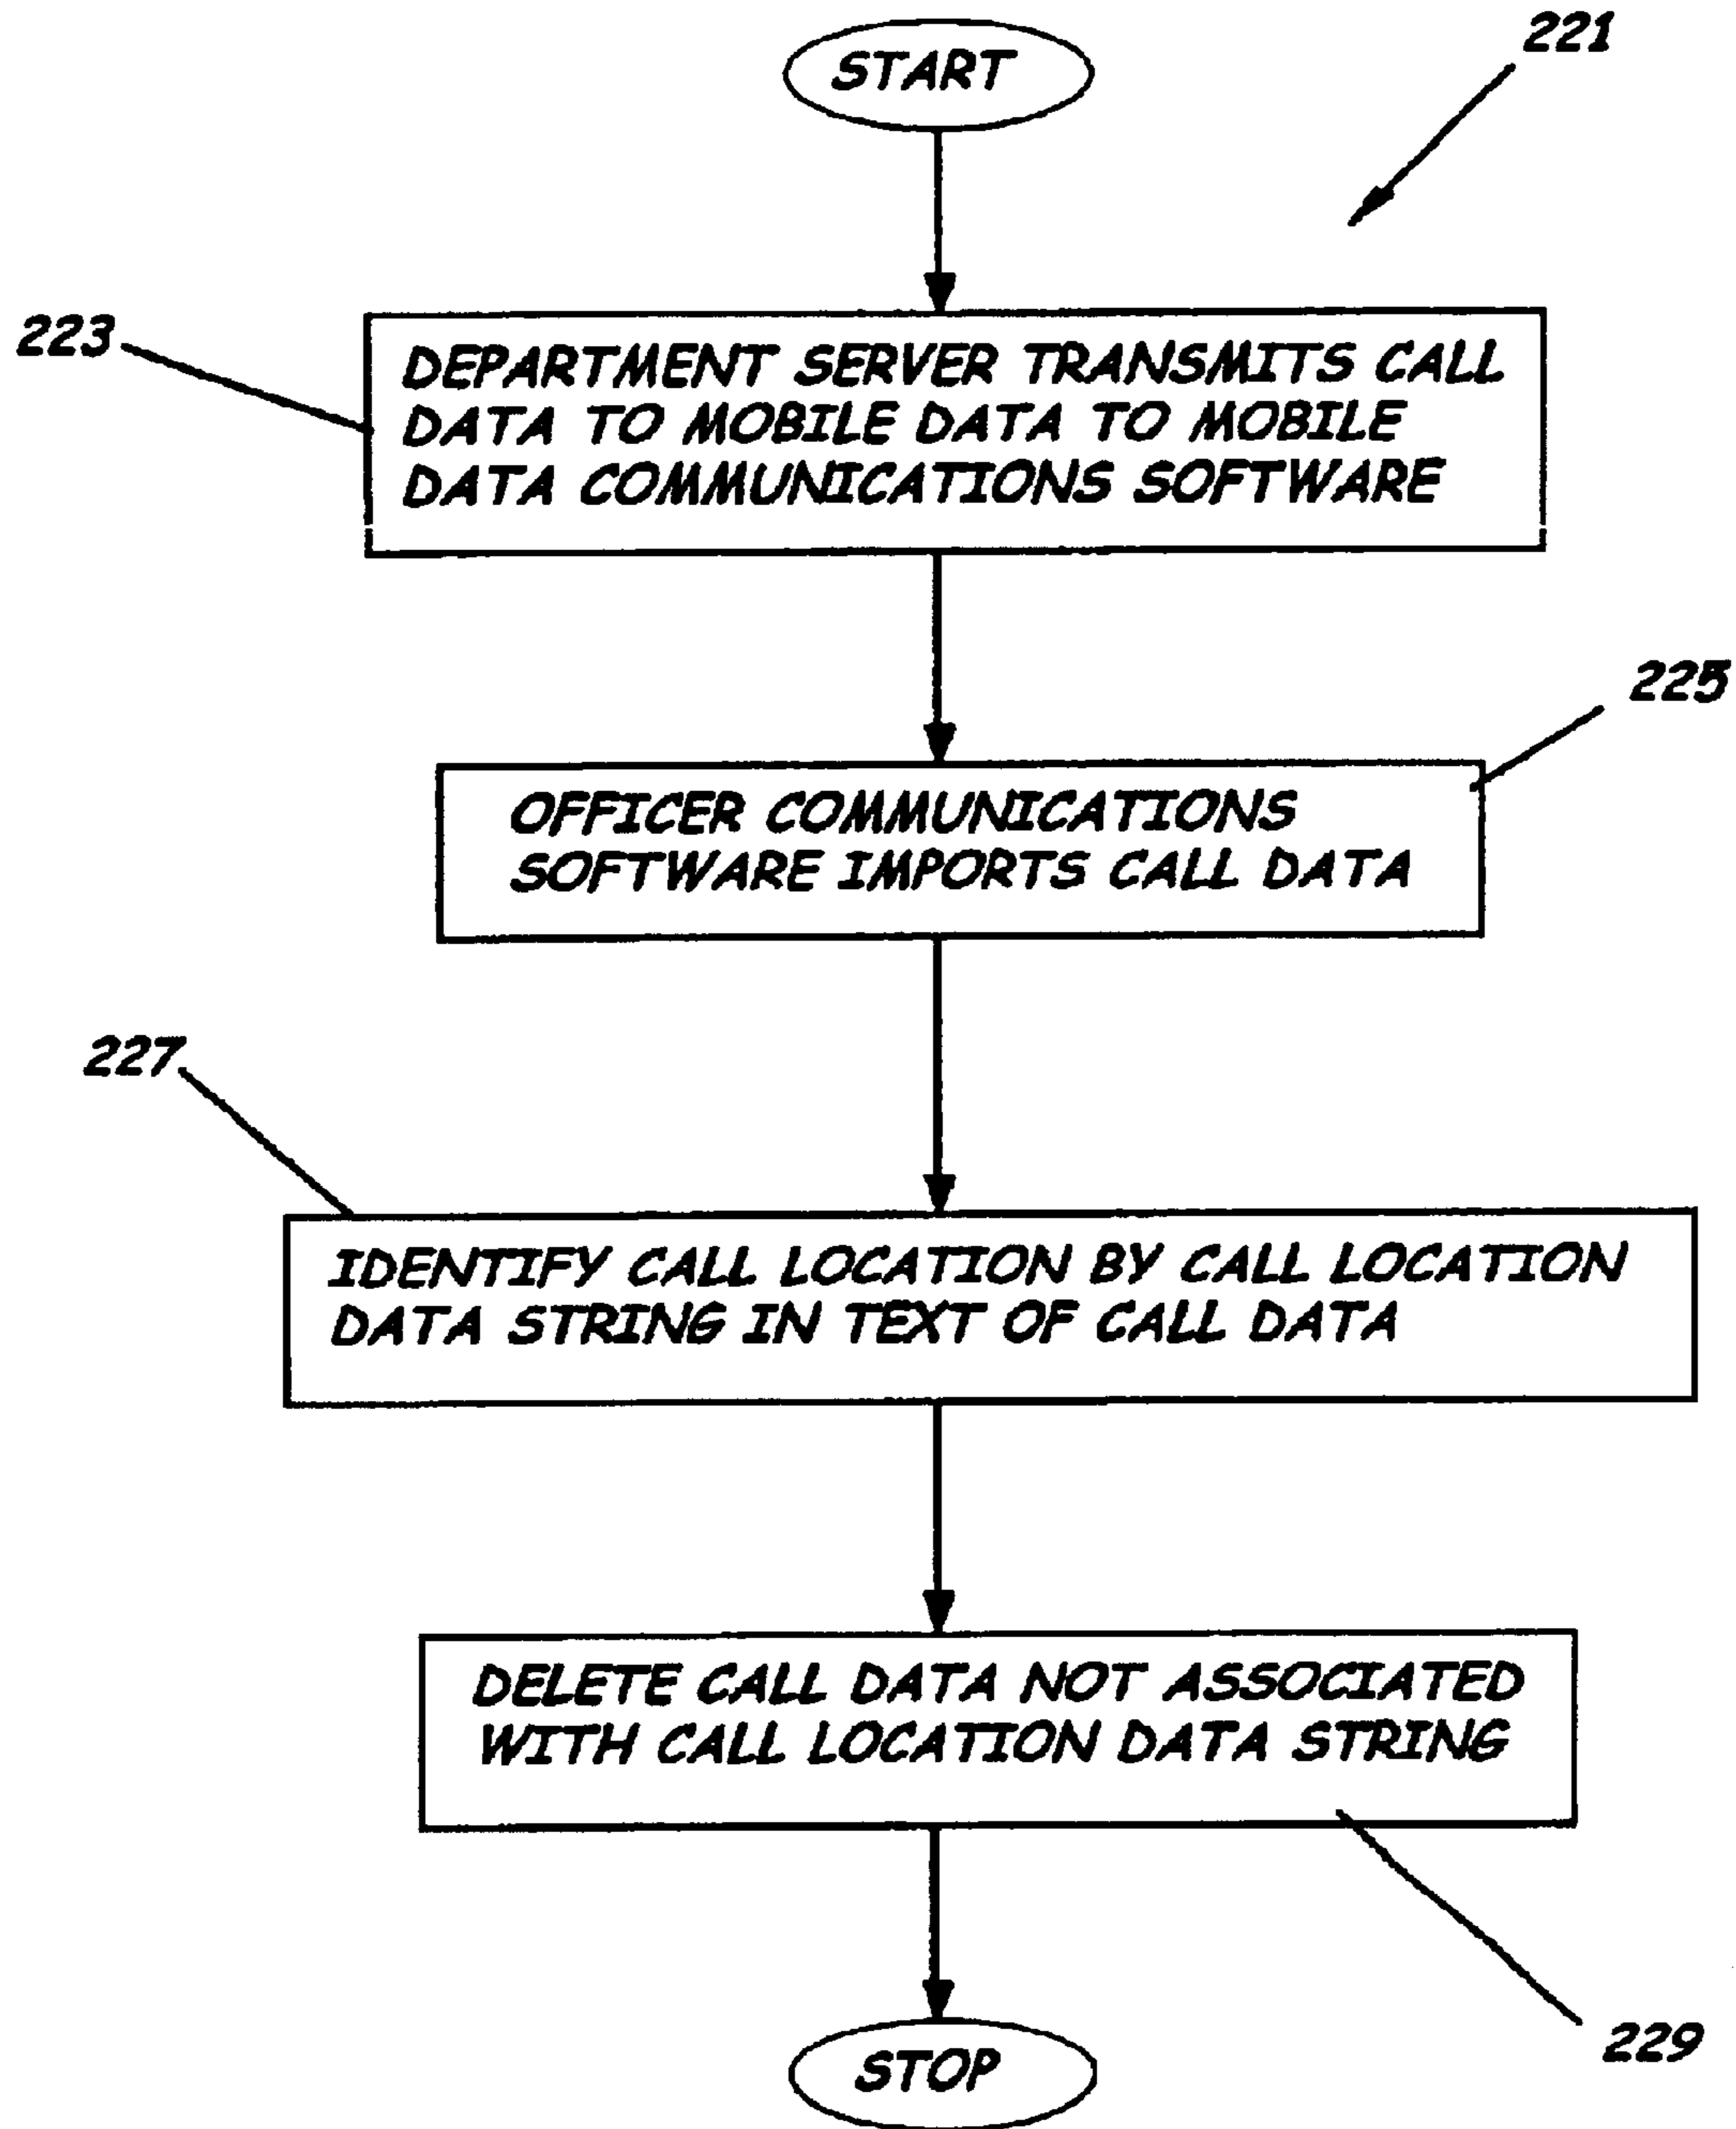 START
221
223
DEPARTMENT SERVER TRANSMITS CALL
DATA TO MOBILE DATA TO MOBILE
DATA COMMUNICATIONS SOFTWARE
225
OFFICER COMMUNICATIONS
SOFTWARE IMPORTS CALL DATA
227.
IDENTIFY CALL LOCATION BY CALL LOCATION
DATA STRING IN TEXT OF CALL DATA
DELETE CALL DATA NOT ASSOCIATED
WITH CALL LOCATION DATA STRING
229
STOP